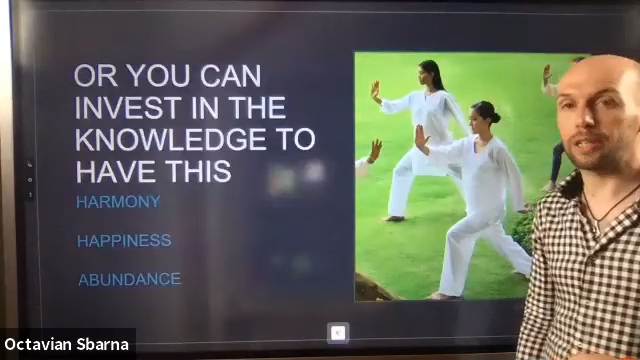 OR YOU CAN
INVEST IN THE
KNOWLEDGE TO
HAVE THIS
HARMONY
HAPPINESS
ABUNDANCE
Octavian Sbarna